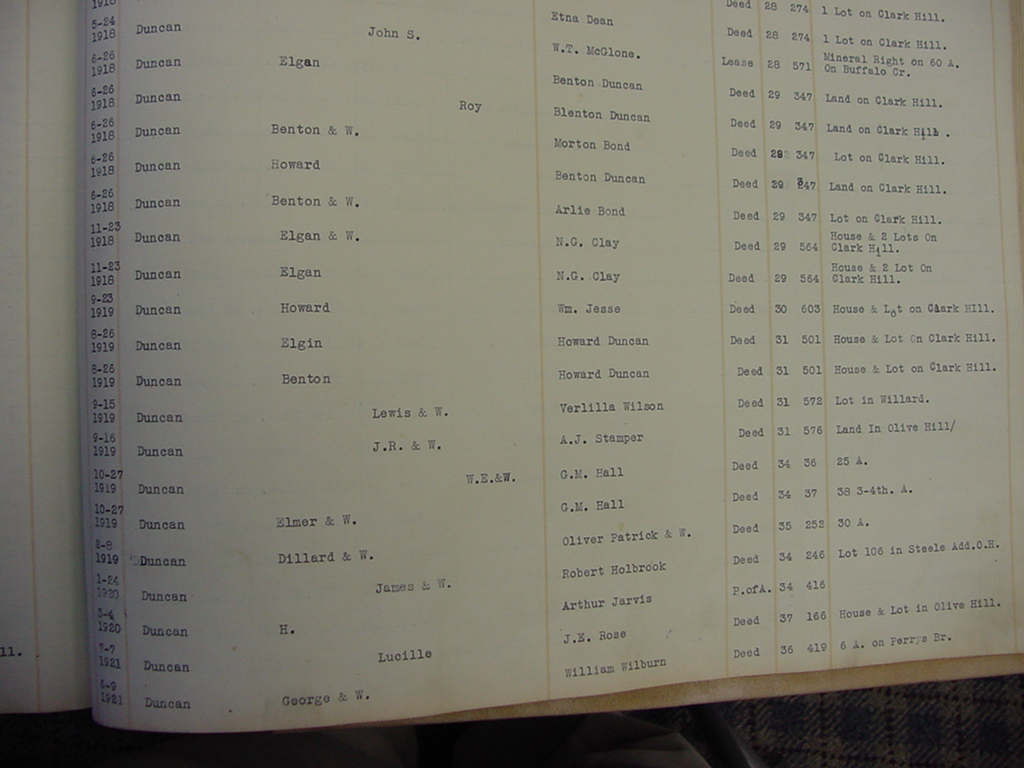 1918
Deed 28 274 1 Lot on Clark Hill.
Etna Dean Deed 28 274 1 Lot on Clark Hill.
5-24
1918 Duncan John S. W.T. McGlone. Lease 28 571 Mineral Right on 60 A.
On Buffalo Cr.
6-26
1918 Duncan Elgan Benton Duncan Deed 29 347 Land on Clark Hill.
6-26
1918 Duncan Roy Blenton Duncan Deed 29 347 Land on Clark Hill.
6-26
1918 Duncan Benton & W. Morton Bond Deed 29 347 Lot on Clark Hill.
6-26
1918 Duncan Howard Benton Duncan Deed 29 347 Land on Clark Hill.
6-26
1918 Duncan Benton & W. Arlie Bond Deed 29 347 Lot on Clark Hill.
11-23
1918 Duncan Elgan & W. N.G. Clay Deed 29 564 House & 2 Lots On
Clark Hill.
11-23
1918 Duncan Elgan N.G. Clay Deed 29 564 House & 2 Lot On
Clark Hill.
9-23
1919 Duncan Howard Wm. Jesse Deed 30 603 House & Lot on Clark HIll.
8-26
1919 Duncan Elgin Howard Duncan Deed 31 501 House & Lot On Clark Hill.
8-26
1919 Duncan Benton Howard Duncan Deed 31 501 House & Lot on Clark Hill.
9-15
1919 Duncan Lewis & W. Verlilla Wilson Deed 31 572 Lot in Willard.
9-16
1919 Duncan J.R. & W. A.J. Stamper Deed 31 576 Land In Olive Hill/
10-27
1919 Duncan W.E.&W. G.M. Hall Deed 34 36 25 A.
10-27
1919 Duncan Elmer & W. G.M. Hall Deed 34 37 38 3-4th. A.
2-8
1919 Duncan Dillard & W. Oliver Patrick & W. Deed 35 252 30 A.
1-24
1920 Duncan James & W. Robert Holbrook Deed 34 246 Lot 106 in Steele Add.O.H.
3-4
1920 Duncan H. Arthur Jarvis P.ofA. 34 416
7-7
1921 Duncan Lucille J.E. Rose Deed 37 166 House & Lot in Olive Hill.
6-9
1921 Duncan George & W. William Wilburn Deed 36 419 6 A. on Perrys Br.
ll.